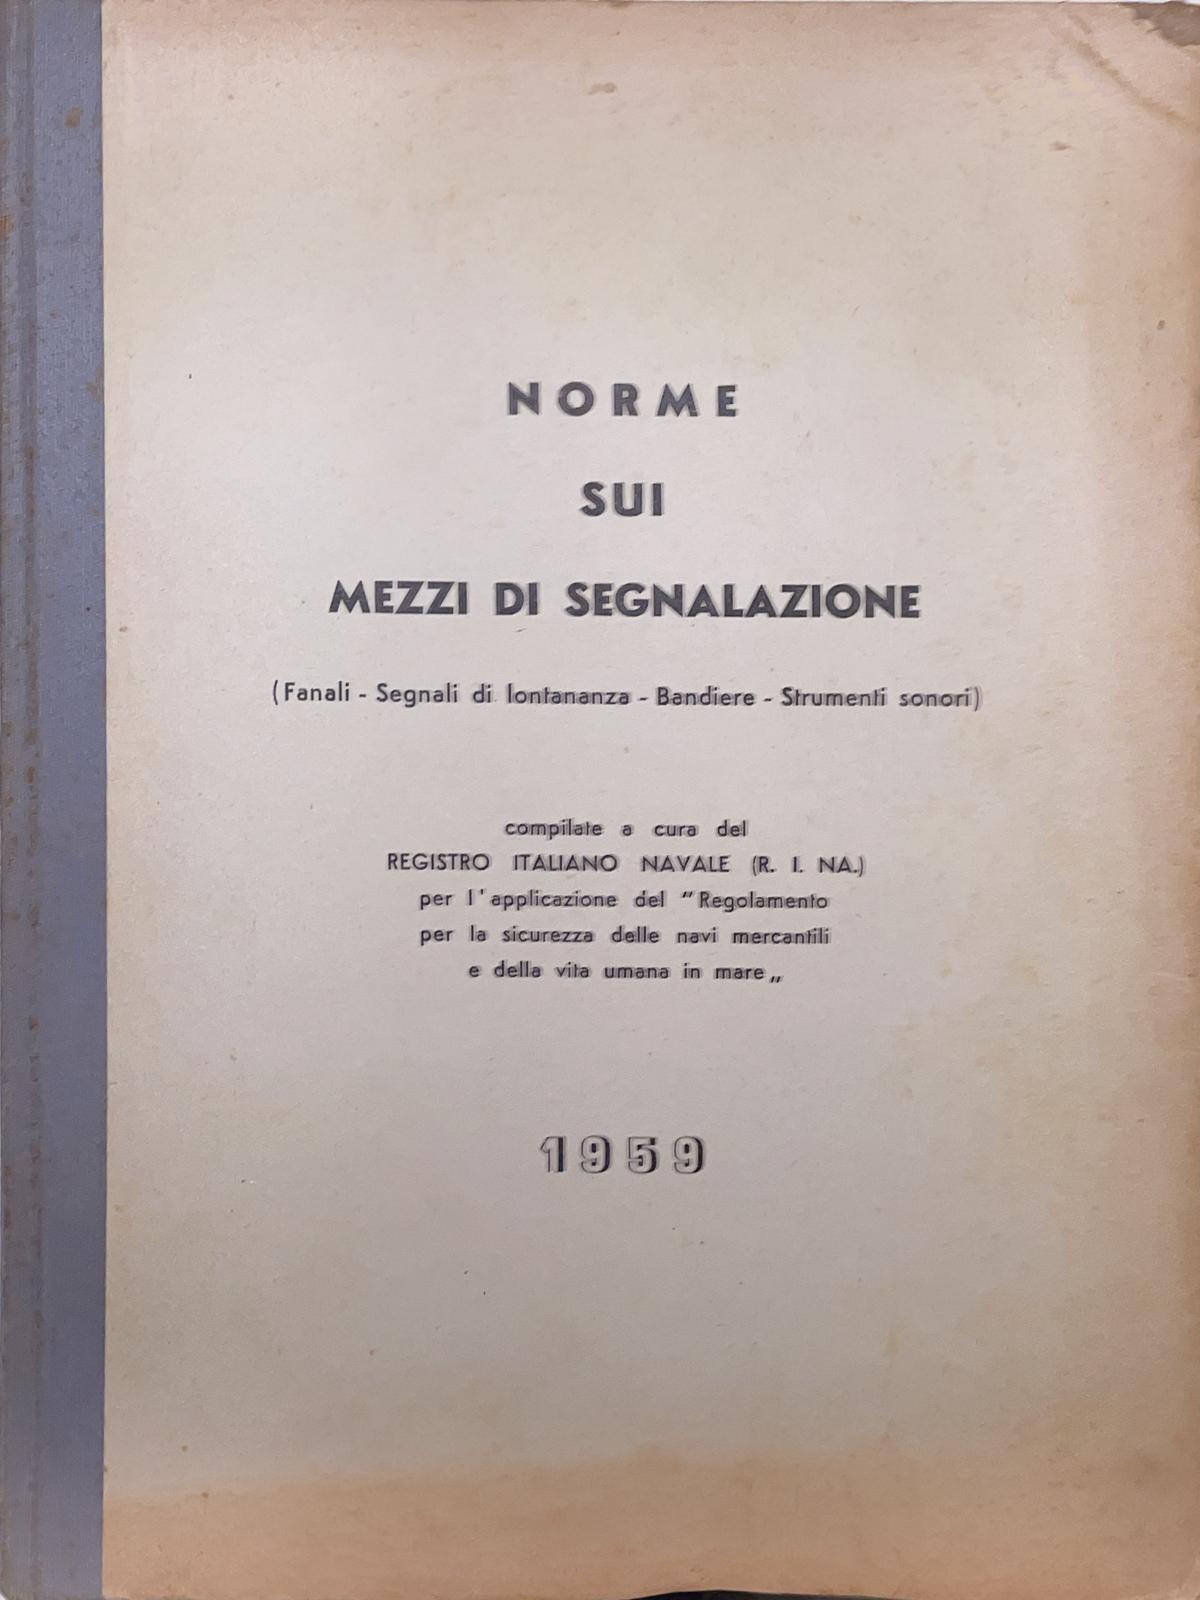 NORME
SUI
MEZZI DI SEGNALAZIONE
(Fanali - Segnali di lontananza - Bandiere - Strumenti sonori)
compilate a cura del
REGISTRO ITALIANO NAVALE (R. I. NA.)
per l'applicazione del "Regolamento
per la sicurezza delle navi mercantili
e della vita umana in mare„
1959